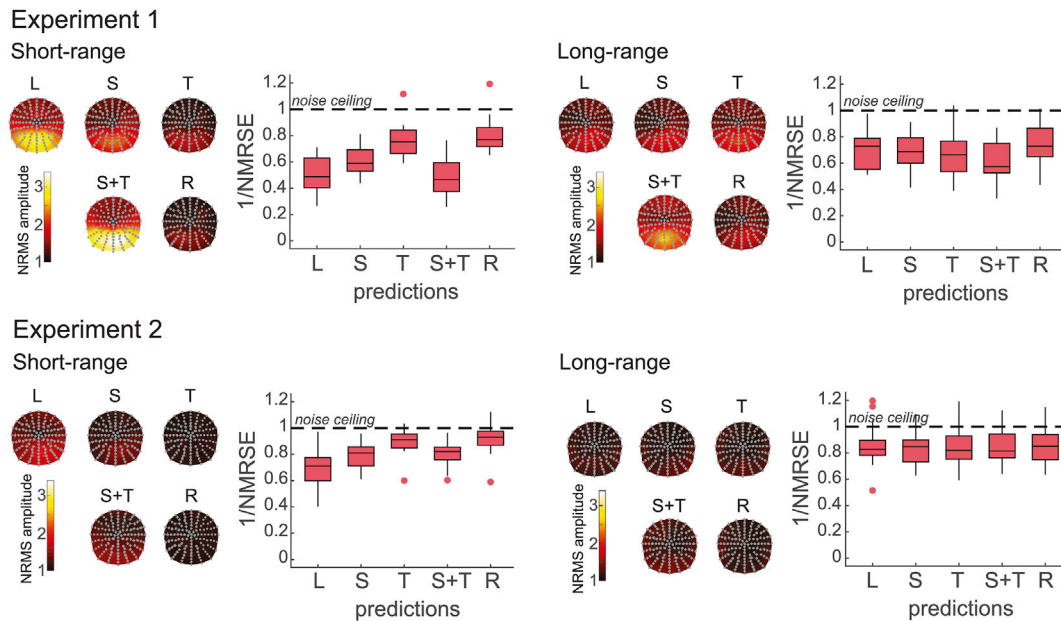 Experiment 1
Short-range
L S T
S+T R
NRMS amplitude
3
2
1
1/NMRSE
1.2
1
0.8
0.6
0.4
0.2
0
noise ceiling
L S T S+T R
predictions
Long-range
L S T
S+T R
NRMS amplitude
3
2
1
1/NMRSE
1.2
1
0.8
0.6
0.4
0.2
0
noise ceiling
L S T S+T R
predictions
Experiment 2
Short-range
L S T
S+T R
NRMS amplitude
3
2
1
1/NMRSE
1.2
1
0.8
0.6
0.4
0.2
0
noise ceiling
L S T S+T R
predictions
Long-range
L S T
S+T R
NRMS amplitude
3
2
1
1/NMRSE
1.2
1
0.8
0.6
0.4
0.2
0
noise ceiling
L S T S+T R
predictions